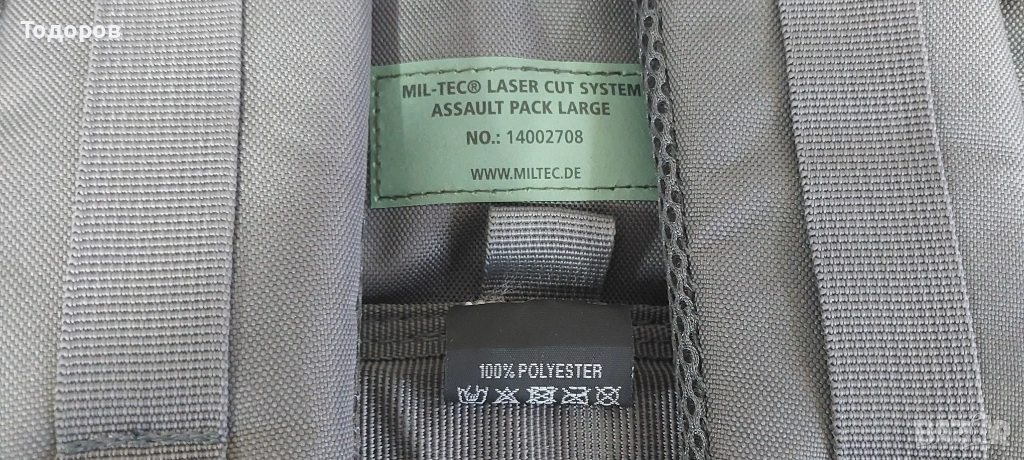 Тодоров
MIL-TEC® LASER CUT SYSTEM
ASSAULT PACK LARGE
NO.: 14002708
WWW.MILTEC.DE
100% POLYESTER